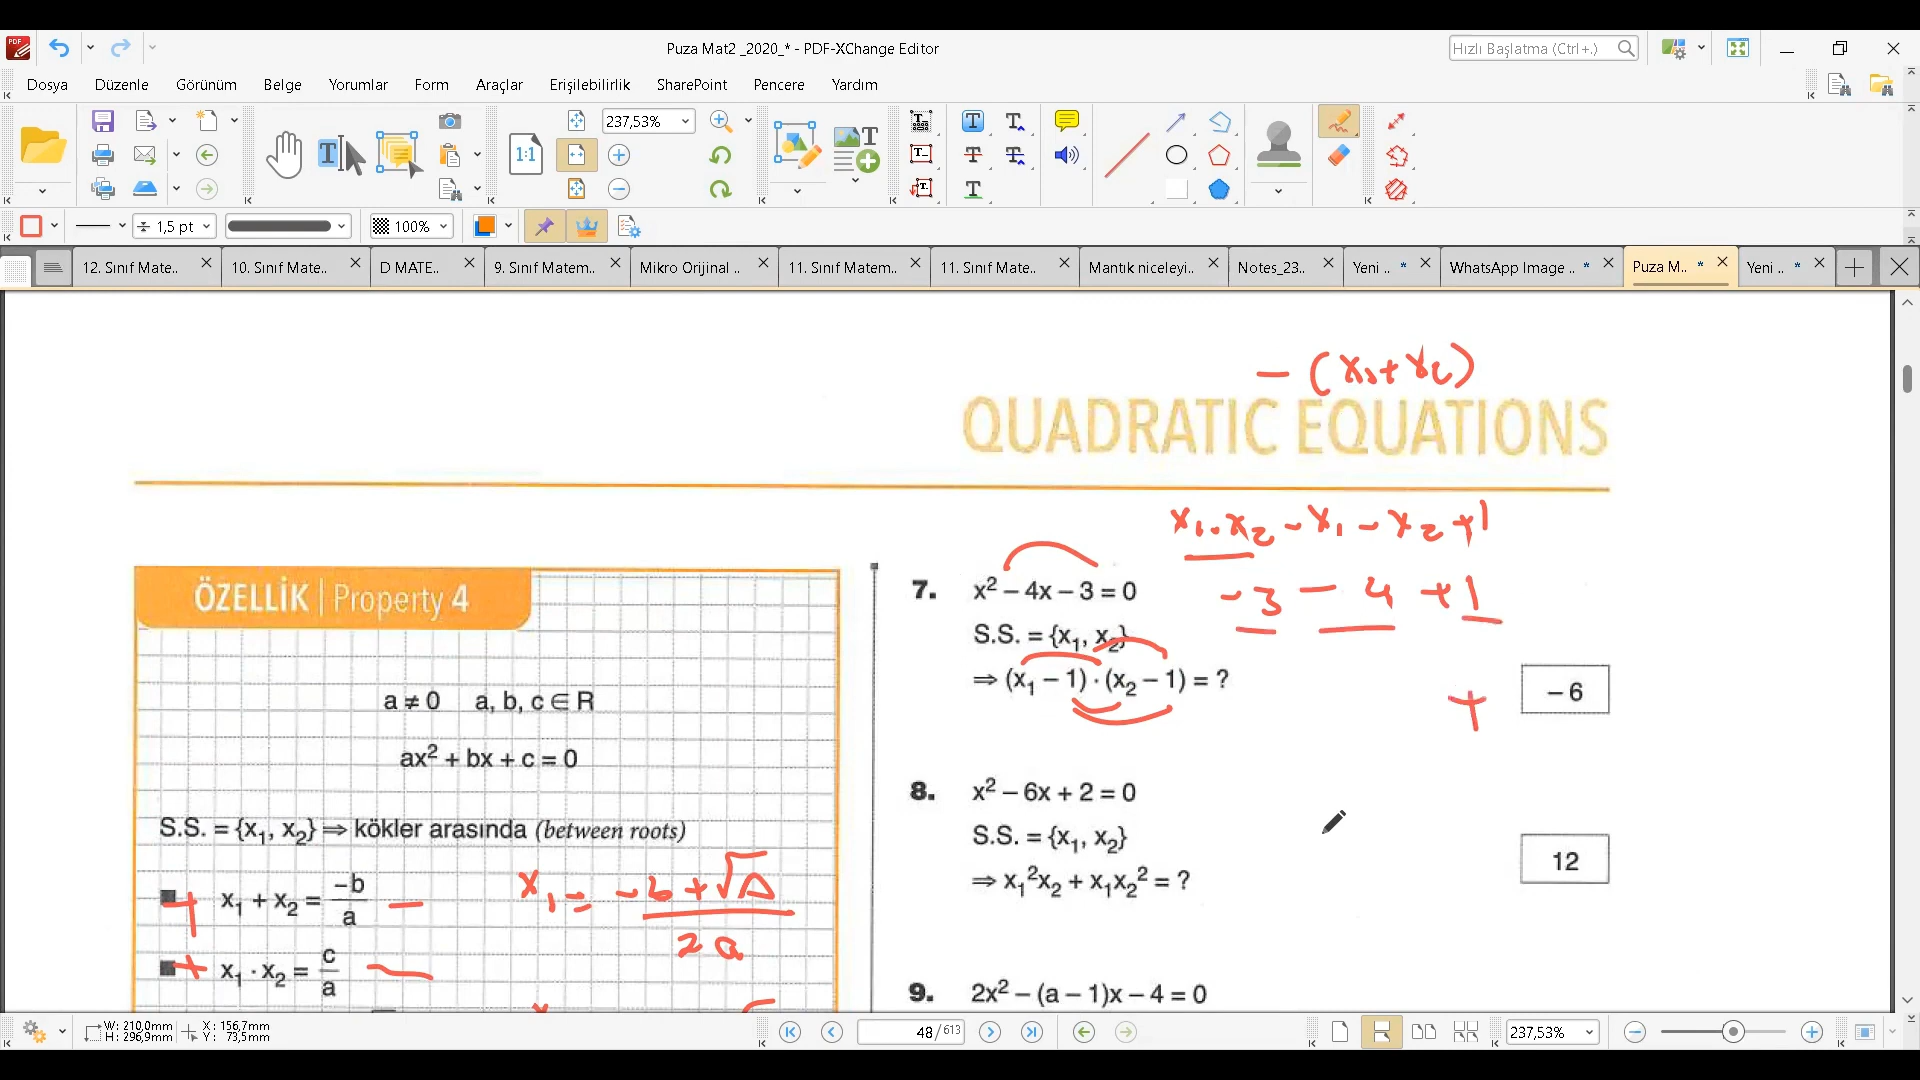 Puza Mat2 _2020_* - PDF-XChange Editor
Hızlı Başlatma (Ctrl+.)
Dosya Düzenle Görünüm Belge Yorumlar Form Araçlar Erişilebilirlik SharePoint Pencere Yardım
237,53%
1:1
1,5 pt
100%
12. Sınıf Mate.. 10. Sınıf Mate.. D MATE.. 9. Sınıf Matem.. Mikro Orijinal .. 11. Sınıf Matem.. 11. Sınıf Mate.. Mantık niceleyi.. Notes_23.. Yeni .. * WhatsApp Image .. * Puza M.. * Yeni .. *
- (x₁+x₂)
QUADRATIC EQUATIONS
x₁.x₂ -x₁ - x₂ +1
-3 - 4 +1
ÖZELLİK | Property 4
a ≠ 0 a, b, c ∈ R
ax² + bx + c = 0
S.S. = {x₁, x₂} ⇒ kökler arasında (between roots)
+ x₁ + x₂ = -b/a -
x₁ = -b+√Δ / 2a
+ x₁ · x₂ = c/a -
7. x² – 4x – 3 = 0
S.S. = {x₁, x₂}
⇒ (x₁ – 1) · (x₂ – 1) = ?
+
– 6
8. x² – 6x + 2 = 0
S.S. = {x₁, x₂}
⇒ x₁²x₂ + x₁x₂² = ?
12
9. 2x² – (a – 1)x – 4 = 0
W: 210,0mm
H: 296,9mm
X: 156,7mm
Y: 73,5mm
48 / 613
237,53%